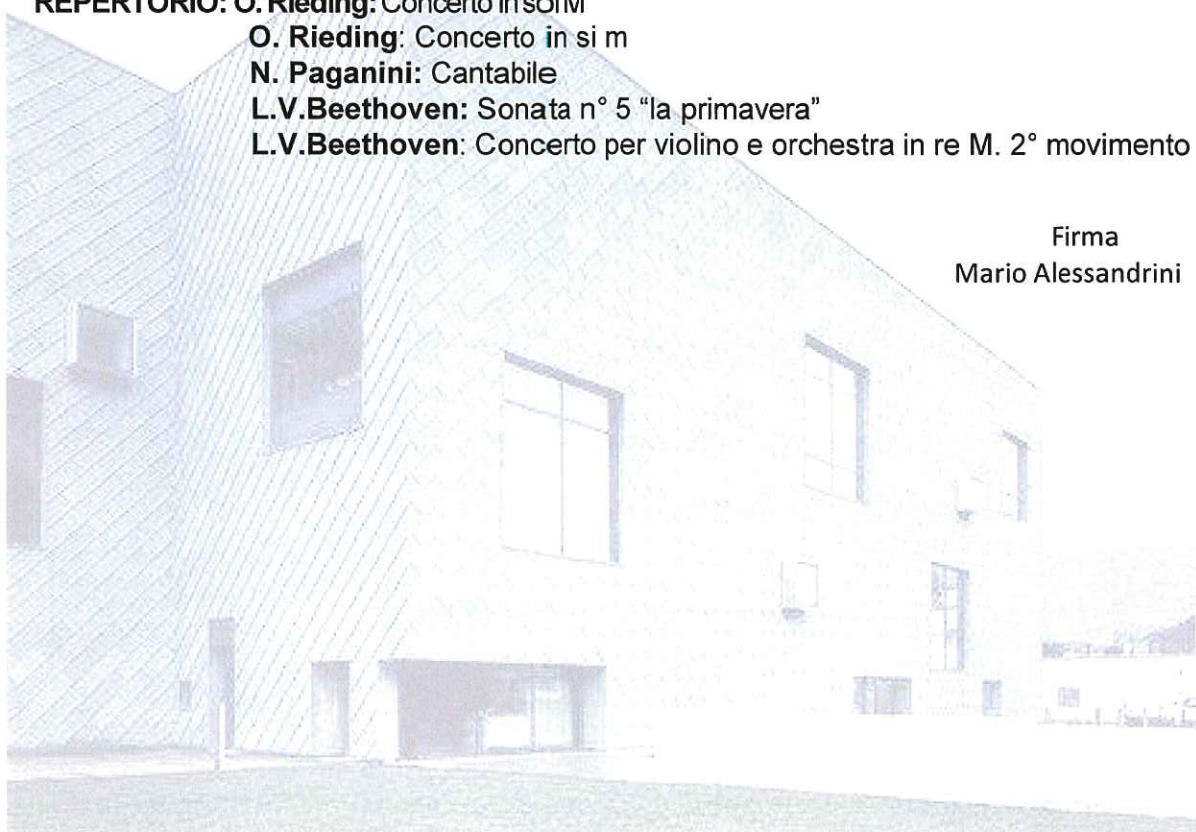 REPERTORIO: O. Rieding: Concerto in sol M
O. Rieding: Concerto in si m
N. Paganini: Cantabile
L.V.Beethoven: Sonata n° 5 “la primavera”
L.V.Beethoven: Concerto per violino e orchestra in re M. 2° movimento
Firma
Mario Alessandrini